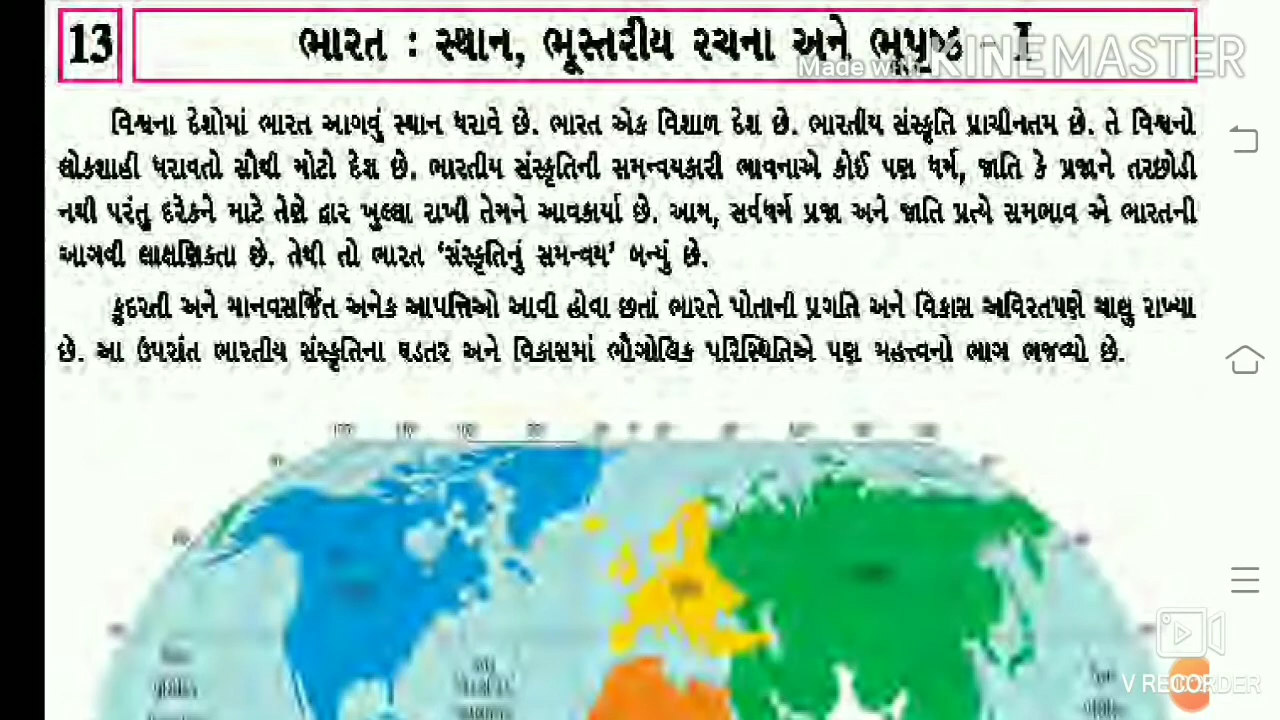 13
ભારત : સ્થાન, ભૂસ્તરીય રચના અને ભૂપૃષ્ઠ - I
Made with KINEMASTER
વિશ્વના દેશોમાં ભારત આગવું સ્થાન ધરાવે છે. ભારત એક વિશાળ દેશ છે. ભારતીય સંસ્કૃતિ પ્રાચીનતમ છે. તે વિશ્વનો
લોકશાહી ધરાવતો સૌથી મોટો દેશ છે. ભારતીય સંસ્કૃતિની સમન્વયકારી ભાવનાએ કોઈ પણ ધર્મ, જાતિ કે પ્રજાને તરછોડી
નથી પરંતુ દરેકને માટે તેણે દ્વાર ખુલ્લા રાખી તેમને આવકાર્યા છે. આમ, સર્વધર્મ પ્રજા અને જાતિ પ્રત્યે સમભાવ એ ભારતની
આગવી લાક્ષણિકતા છે. તેથી તો ભારત ‘સંસ્કૃતિનું સમન્વય’ બન્યું છે.
કુદરતી અને માનવસર્જિત અનેક આપત્તિઓ આવી હોવા છતાં ભારતે પોતાની પ્રગતિ અને વિકાસ અવિરતપણે ચાલુ રાખ્યા
છે. આ ઉપરાંત ભારતીય સંસ્કૃતિના ઘડતર અને વિકાસમાં ભૌગોલિક પરિસ્થિતિએ પણ મહત્ત્વનો ભાગ ભજવ્યો છે.
V RECORDER